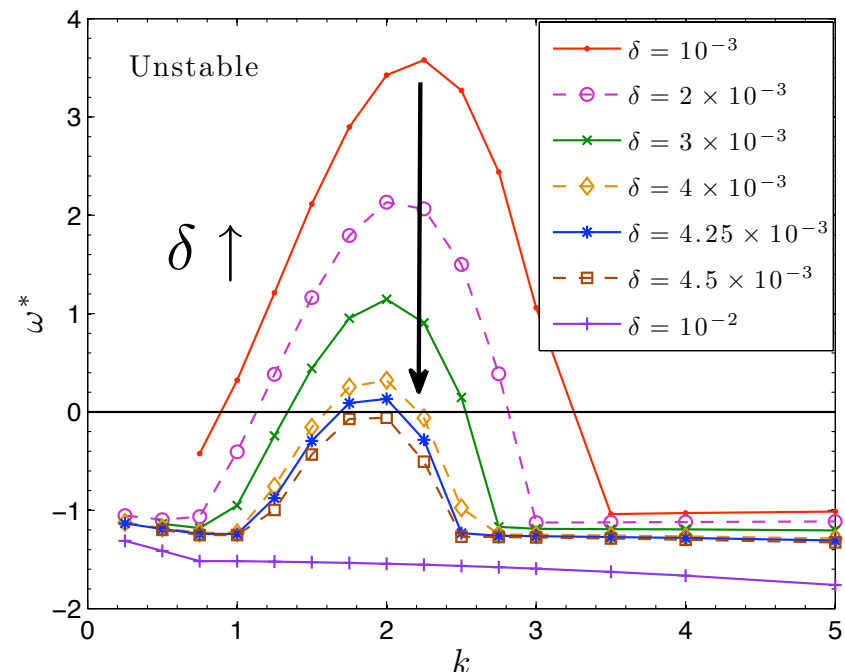 4
3
2
1
0
−1
−2
ω*
Unstable
δ ↑
δ = 10⁻³
δ = 2 × 10⁻³
δ = 3 × 10⁻³
δ = 4 × 10⁻³
δ = 4.25 × 10⁻³
δ = 4.5 × 10⁻³
δ = 10⁻²
0 1 2 3 4 5
k